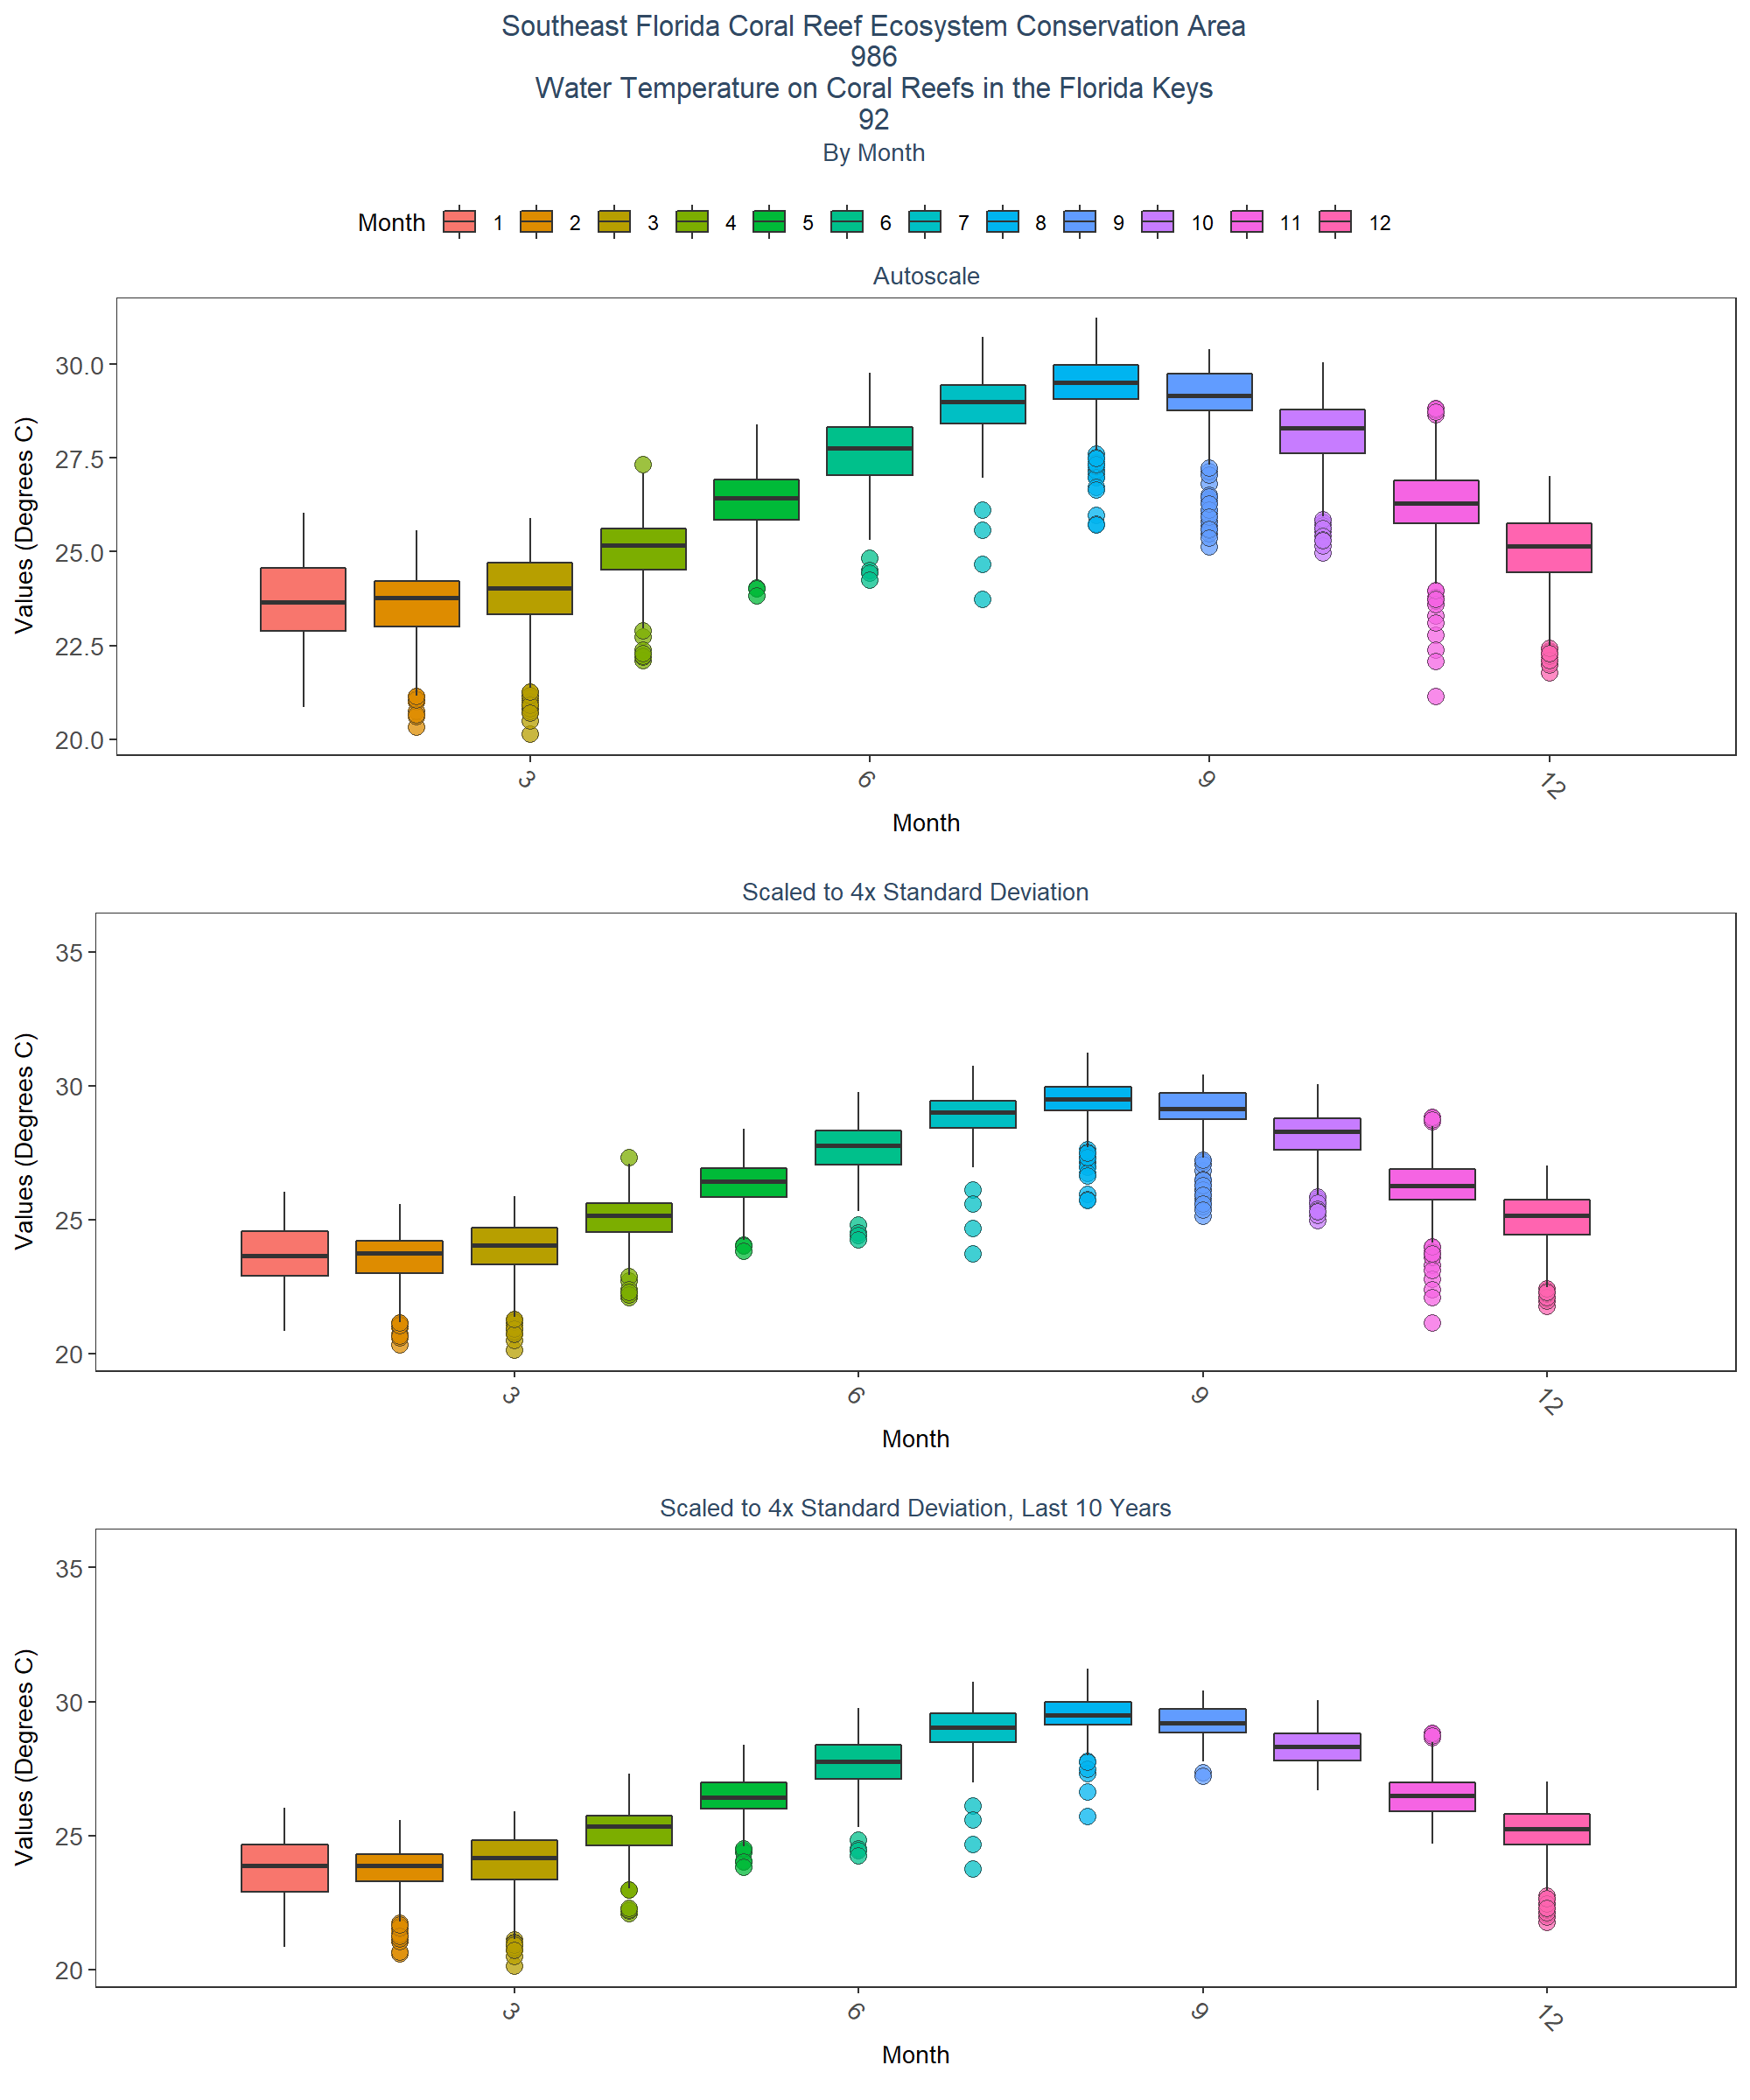 Southeast Florida Coral Reef Ecosystem Conservation Area
986
Water Temperature on Coral Reefs in the Florida Keys
92
By Month
Month 1 2 3 4 5 6 7 8 9 10 11 12
Autoscale
Values (Degrees C)
30.0
27.5
25.0
22.5
20.0
3 6 9 12
Month
Scaled to 4x Standard Deviation
Values (Degrees C)
35
30
25
20
3 6 9 12
Month
Scaled to 4x Standard Deviation, Last 10 Years
Values (Degrees C)
35
30
25
20
3 6 9 12
Month